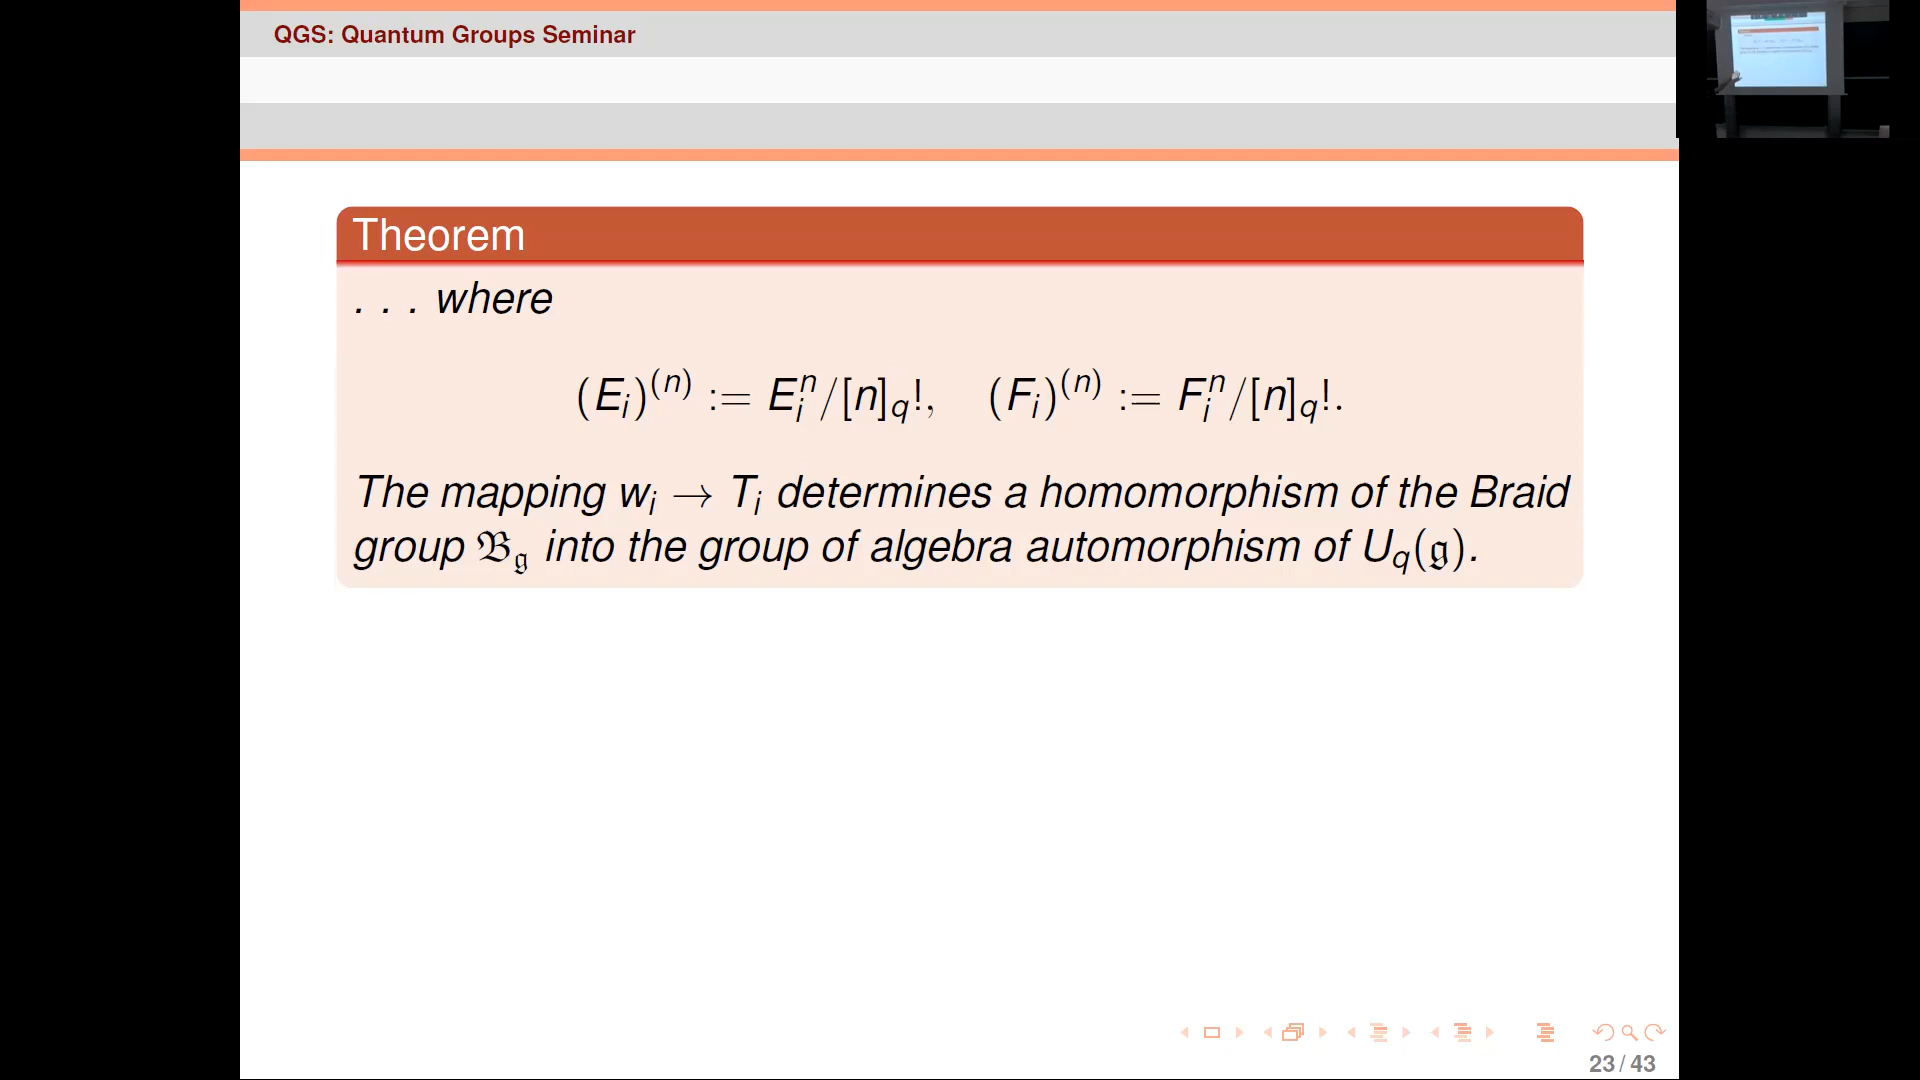 QGS: Quantum Groups Seminar
Theorem
. . . where
(E_i)^{(n)} := E_i^n/[n]_q!, (F_i)^{(n)} := F_i^n/[n]_q!.
The mapping w_i → T_i determines a homomorphism of the Braid
group 𝔅_𝔤 into the group of algebra automorphism of U_q(𝔤).
23 / 43